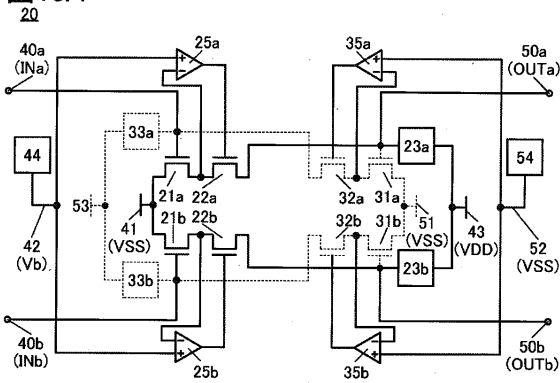 20
40a
(INa)
25a
35a
50a
(OUTa)
44
33a
23a
54
53
21a
22a
32a
31a
41
(VSS)
21b
22b
32b
31b
51
(VSS)
42
(Vb)
43
(VDD)
52
(VSS)
33b
23b
40b
(INb)
25b
35b
50b
(OUTb)